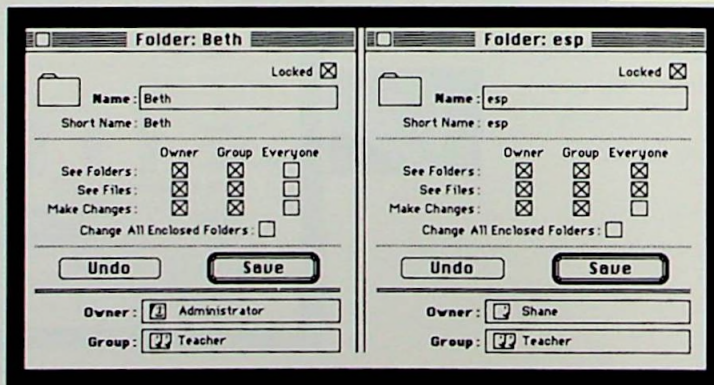 Folder: Beth
Locked
Name: Beth
Short Name: Beth
Owner Group Everyone
See Folders:
See Files:
Make Changes:
Change All Enclosed Folders:
Undo Save
Owner: Administrator
Group: Teacher
Folder: esp
Locked
Name: esp
Short Name: esp
Owner Group Everyone
See Folders:
See Files:
Make Changes:
Change All Enclosed Folders:
Undo Save
Owner: Shane
Group: Teacher